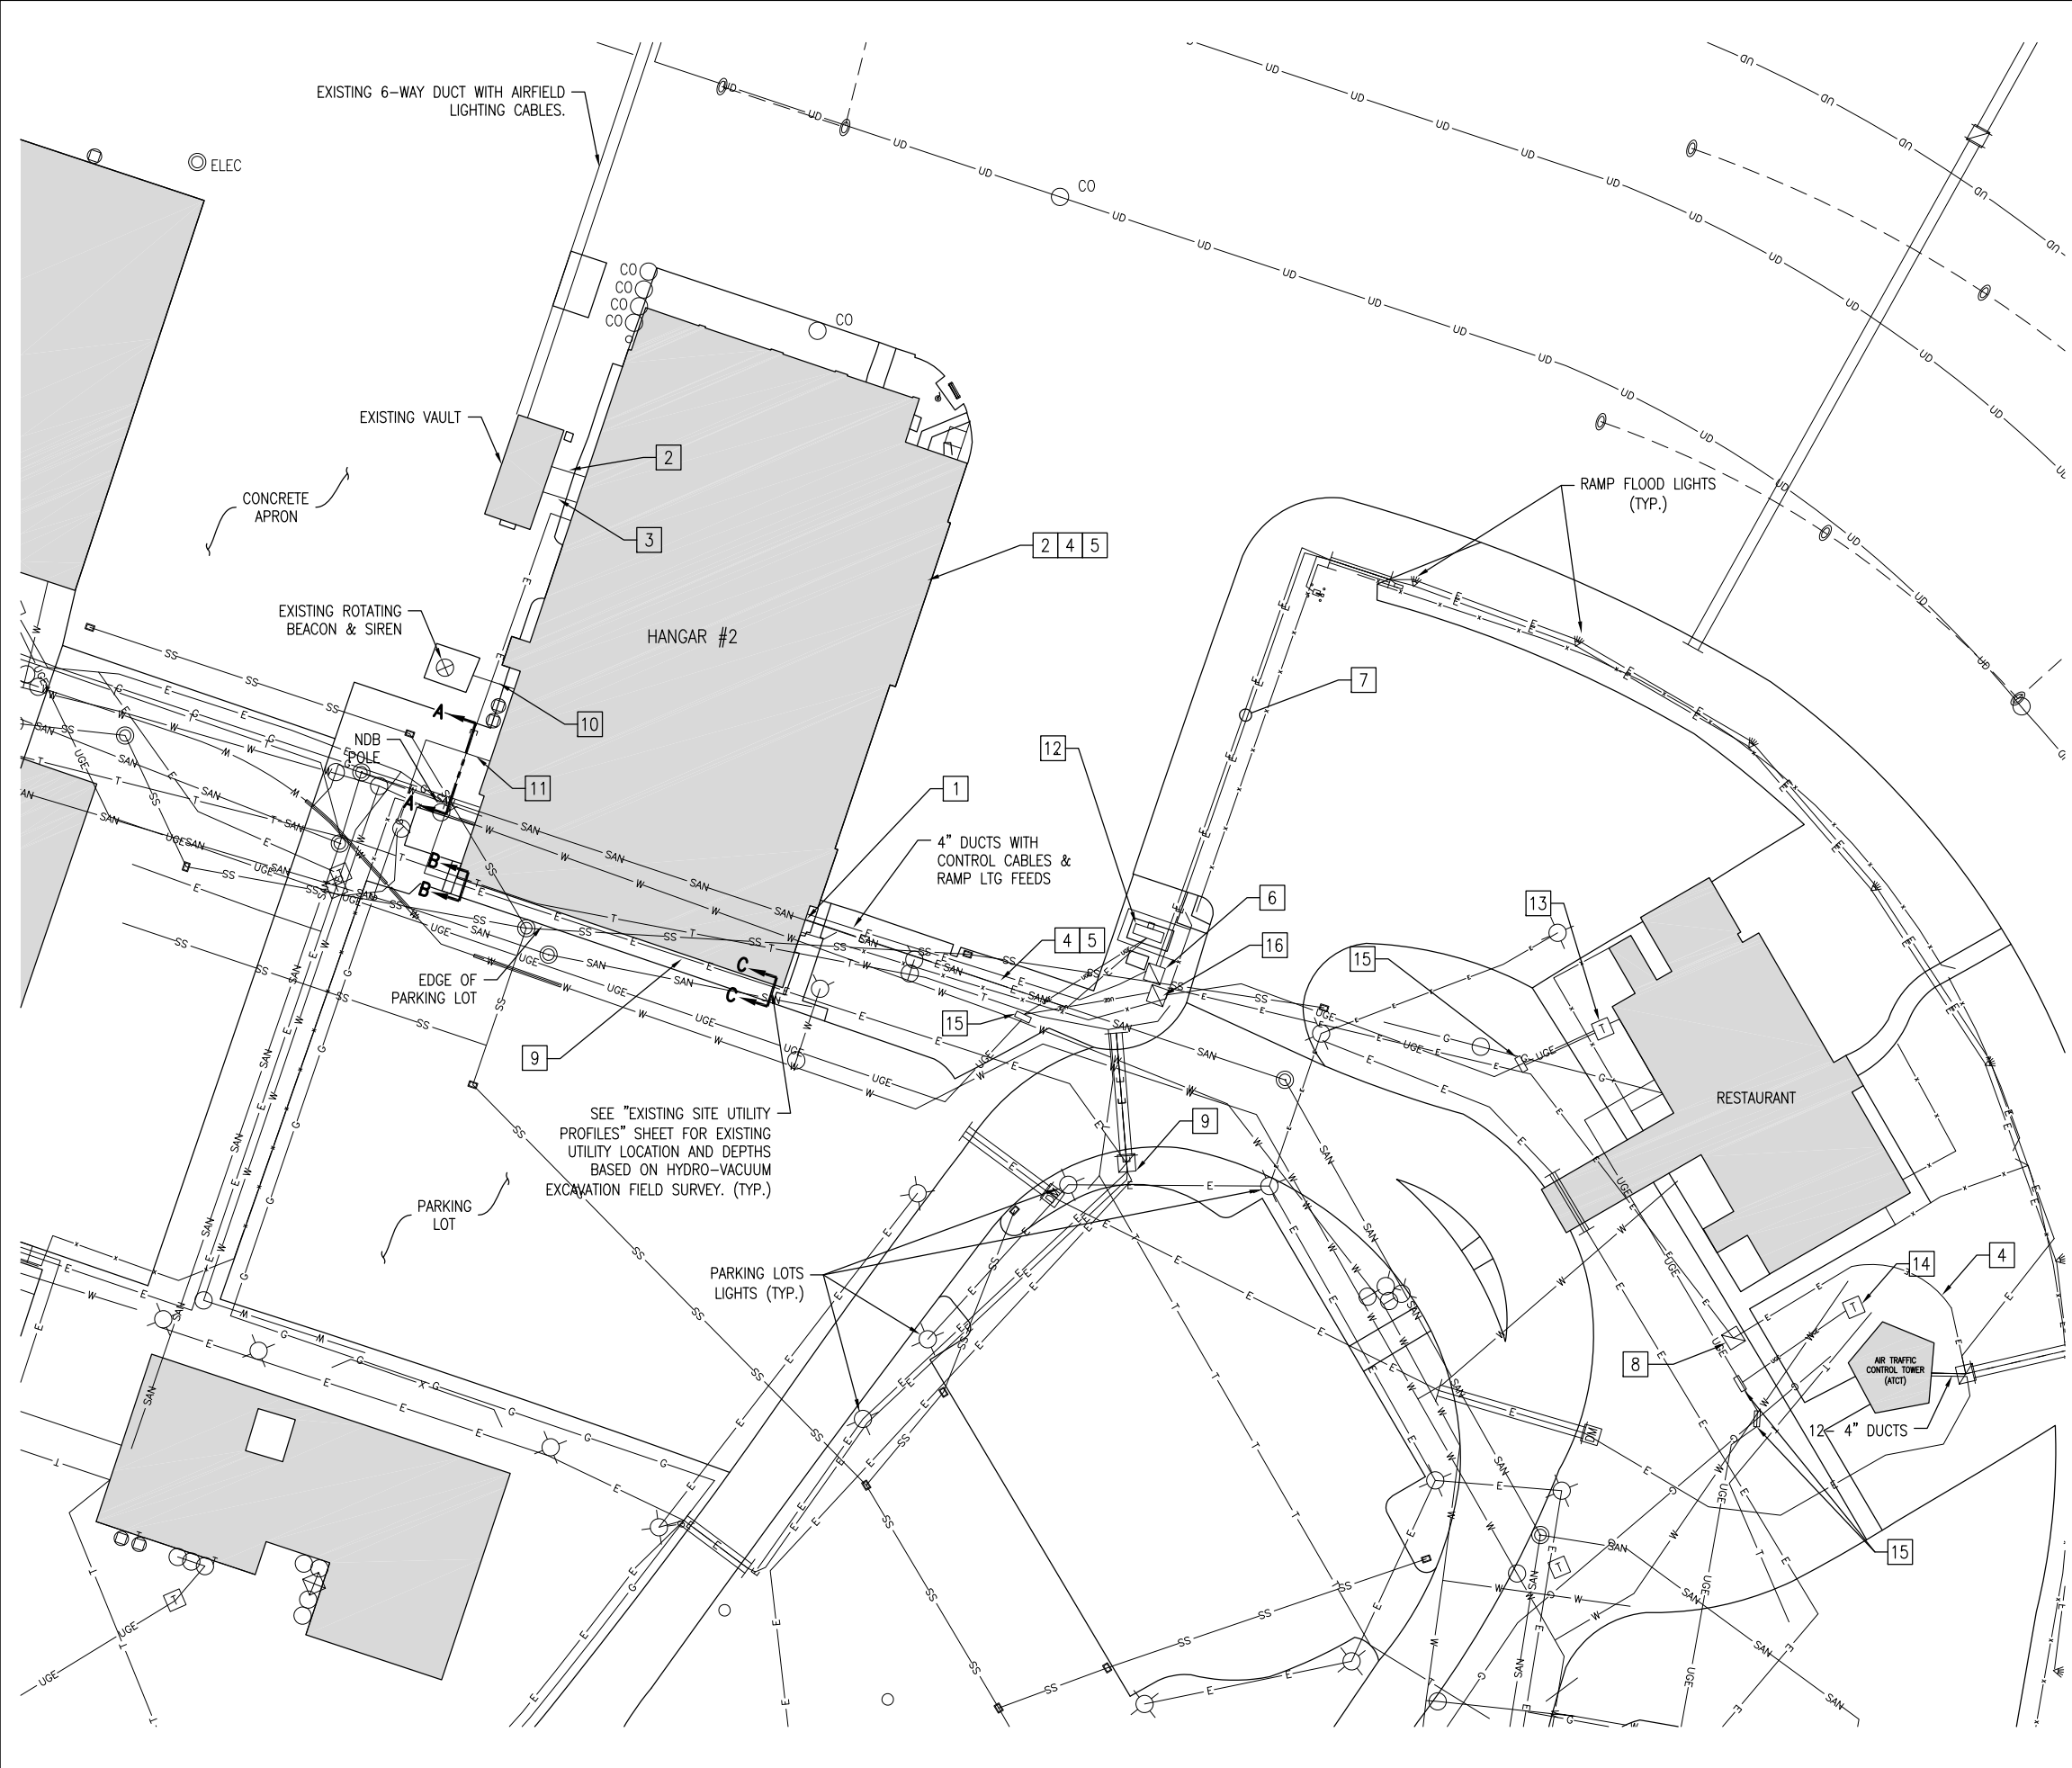 EXISTING 6-WAY DUCT WITH AIRFIELD
LIGHTING CABLES.
ELEC
CO
CO
CO
CO
CO
CO
EXISTING VAULT
2
CONCRETE
APRON
3
RAMP FLOOD LIGHTS
(TYP.)
2 4 5
EXISTING ROTATING
BEACON & SIREN
HANGAR #2
7
10
A
NDB
POLE
12
11
A
1
4" DUCTS WITH
CONTROL CABLES &
RAMP LTG FEEDS
B
B
6
13
4 5
16
15
C
C
EDGE OF
PARKING LOT
15
9
T
RESTAURANT
SEE "EXISTING SITE UTILITY
PROFILES" SHEET FOR EXISTING
UTILITY LOCATION AND DEPTHS
BASED ON HYDRO-VACUUM
EXCAVATION FIELD SURVEY. (TYP.)
9
PARKING
LOT
PARKING LOTS
LIGHTS (TYP.)
4
14
T
8
AIR TRAFFIC
CONTROL TOWER
(ATCT)
12- 4" DUCTS
DM
15
T
T
UD
SS
SAN
UGE
E
W
G
T